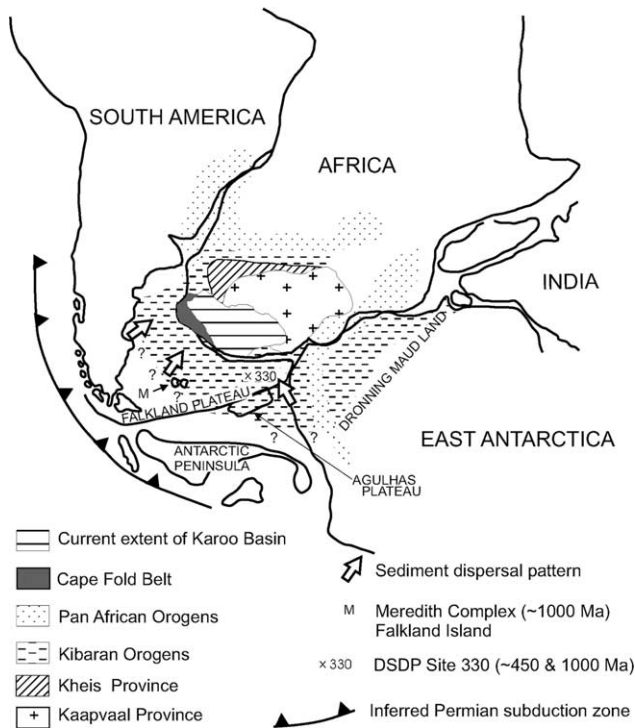 SOUTH AMERICA
AFRICA
INDIA
?
?
× 330
M
?
FALKLAND PLATEAU
DRONNING MAUD LAND
?
?
EAST ANTARCTICA
ANTARCTIC
PENINSULA
AGULHAS
PLATEAU
Current extent of Karoo Basin
Cape Fold Belt
Pan African Orogens
Kibaran Orogens
Kheis Province
Kaapvaal Province
Sediment dispersal pattern
M Meredith Complex (~1000 Ma)
Falkland Island
× 330 DSDP Site 330 (~450 & 1000 Ma)
Inferred Permian subduction zone